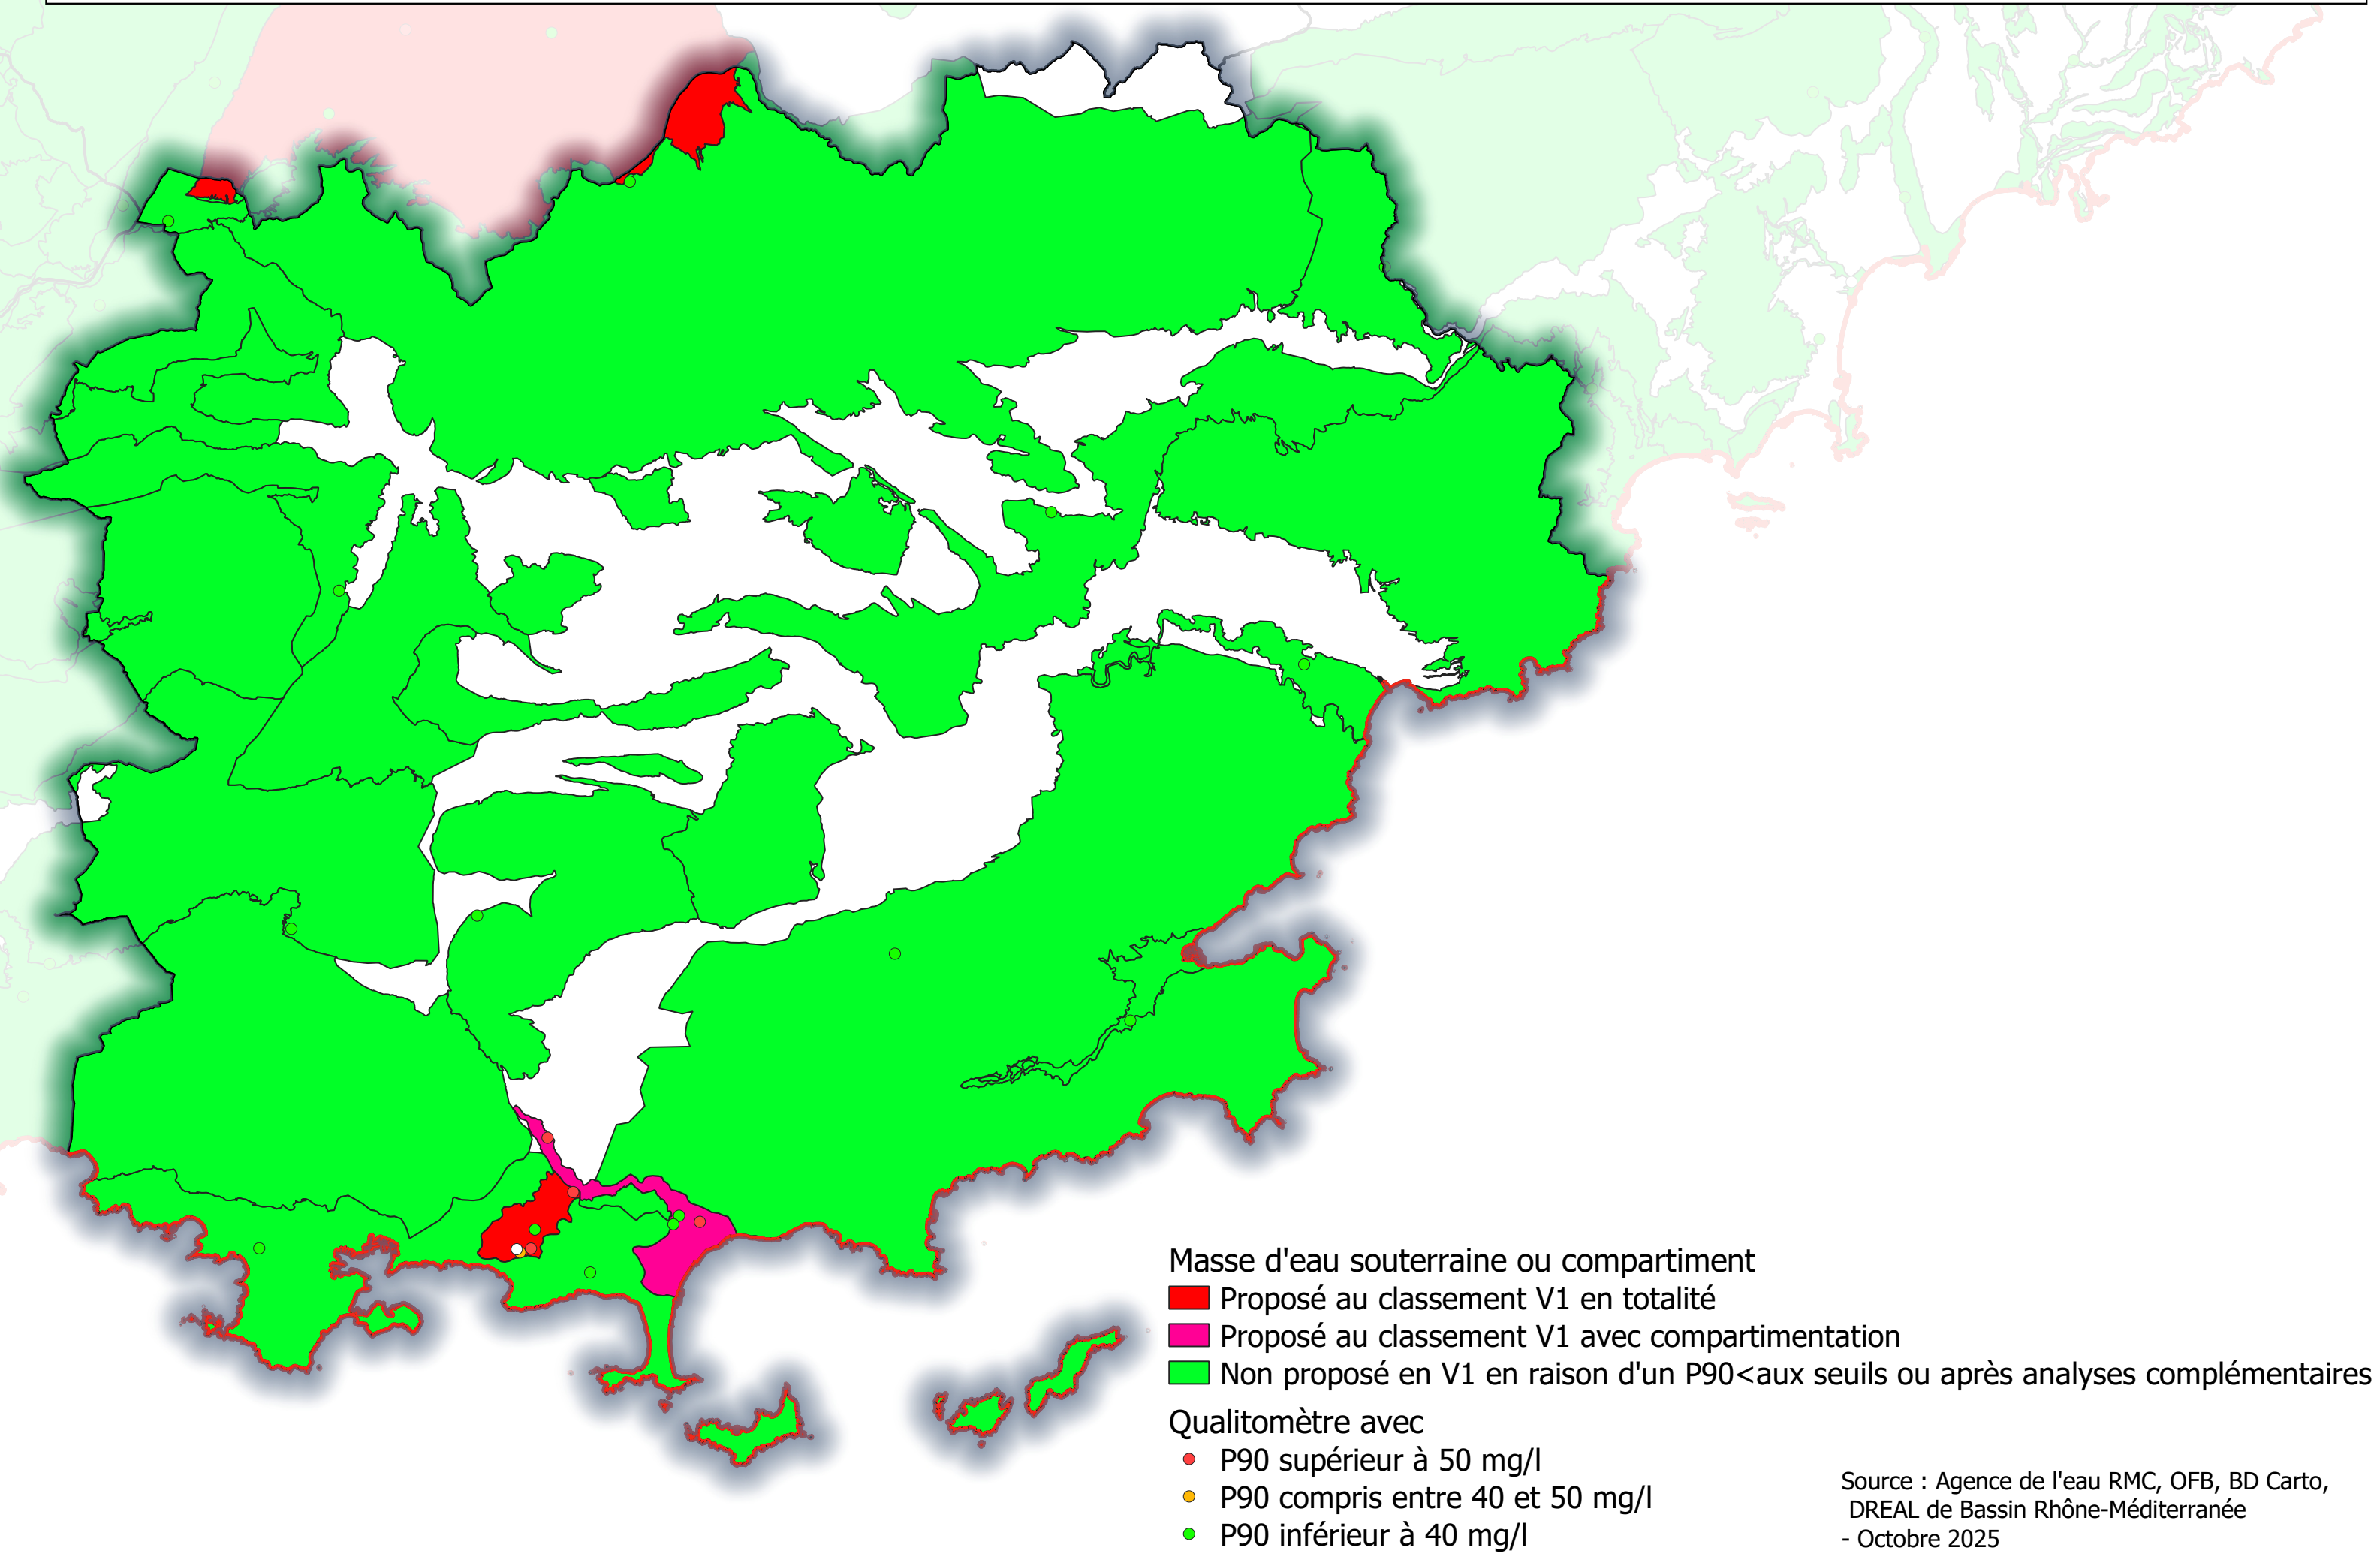 Masse d'eau souterraine ou compartiment
Proposé au classement V1 en totalité
Proposé au classement V1 avec compartimentation
Non proposé en V1 en raison d'un P90<aux seuils ou après analyses complémentaires
Qualitomètre avec
P90 supérieur à 50 mg/l
P90 compris entre 40 et 50 mg/l
P90 inférieur à 40 mg/l
Source : Agence de l'eau RMC, OFB, BD Carto,
DREAL de Bassin Rhône-Méditerranée
- Octobre 2025